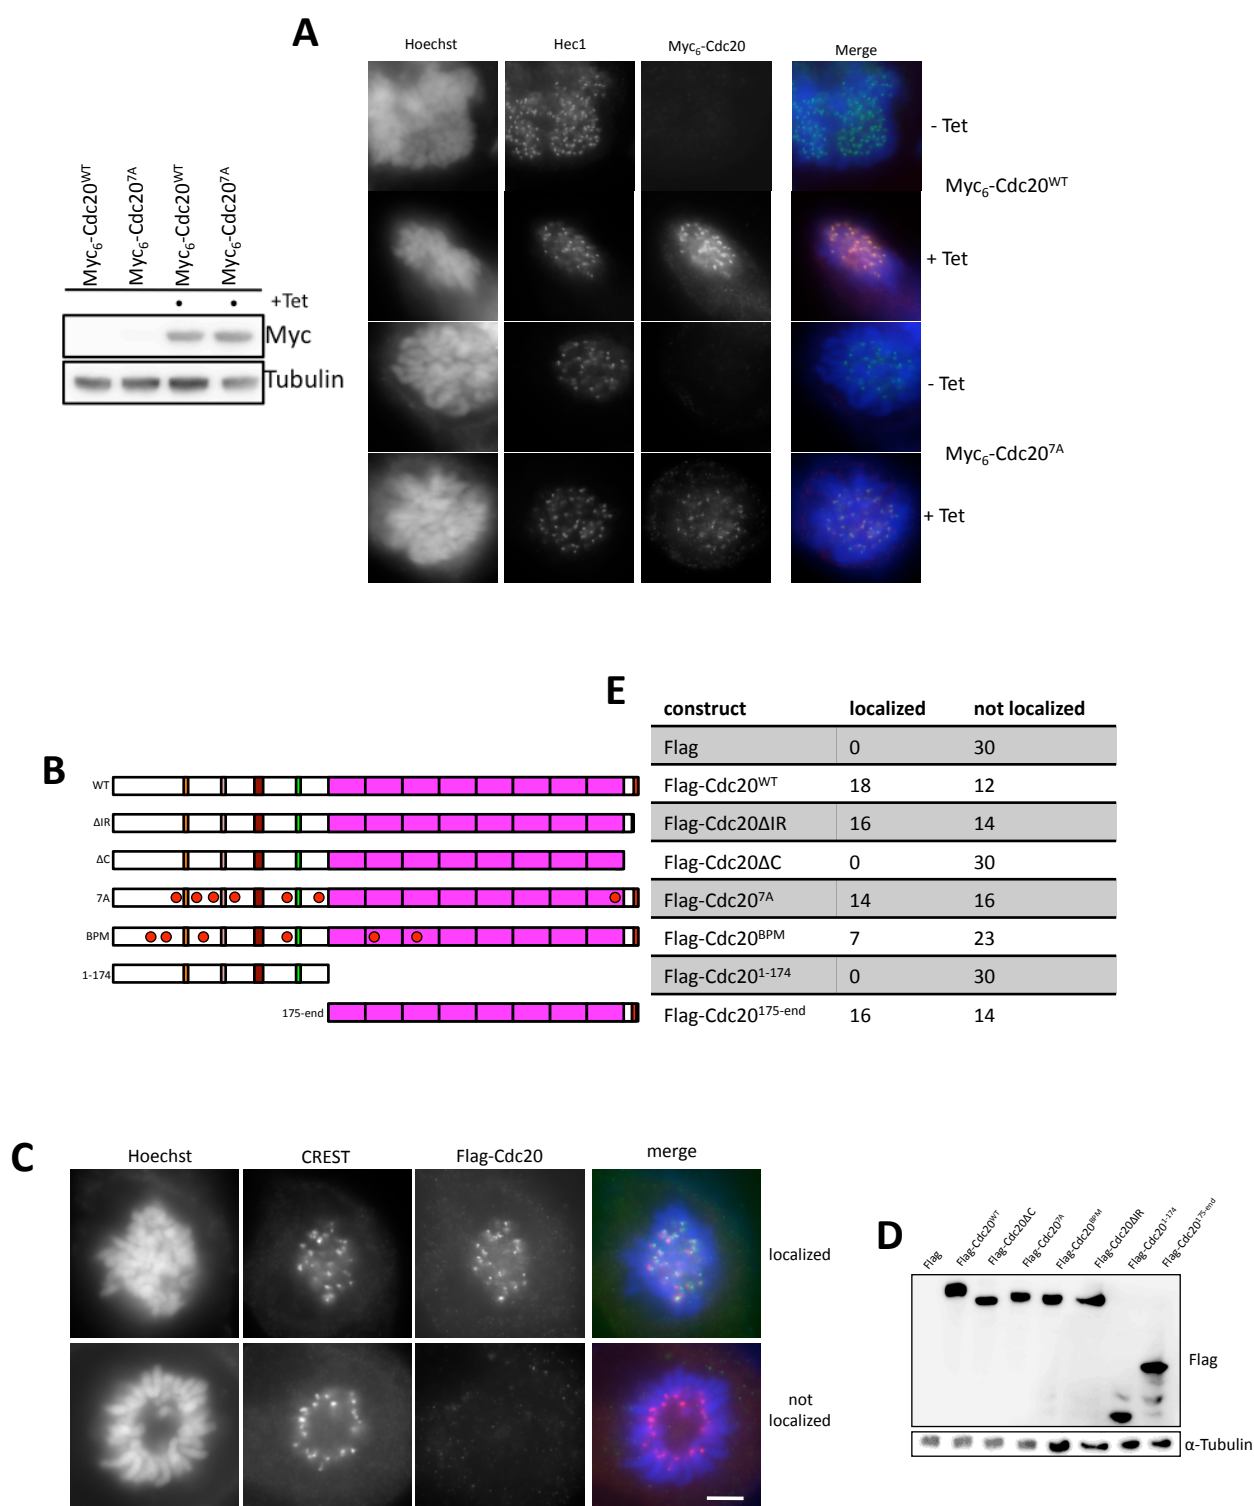 A
Hoechst Hec1 Myc₆-Cdc20 Merge
- Tet
Myc₆-Cdc20ᵂᵀ
+ Tet
- Tet
Myc₆-Cdc20⁷ᴬ
+ Tet
Myc₆-Cdc20ᵂᵀ
Myc₆-Cdc20⁷ᴬ
Myc₆-Cdc20ᵂᵀ
Myc₆-Cdc20⁷ᴬ
• • +Tet
Myc
Tubulin
B
WT
ΔIR
ΔC
7A
BPM
1-174
175-end
E
construct localized not localized
Flag 0 30
Flag-Cdc20ᵂᵀ 18 12
Flag-Cdc20ΔIR 16 14
Flag-Cdc20ΔC 0 30
Flag-Cdc20⁷ᴬ 14 16
Flag-Cdc20ᴮᴾᴹ 7 23
Flag-Cdc20¹⁻¹⁷⁴ 0 30
Flag-Cdc20¹⁷⁵⁻ᵉⁿᵈ 16 14
C
Hoechst CREST Flag-Cdc20 merge
localized
not
localized
D
Flag
Flag-Cdc20ᵂᵀ
Flag-Cdc20ΔC
Flag-Cdc20⁷ᴬ
Flag-Cdc20ᴮᴾᴹ
Flag-Cdc20ΔIR
Flag-Cdc20¹⁻¹⁷⁴
Flag-Cdc20¹⁷⁵⁻ᵉⁿᵈ
Flag
α-Tubulin